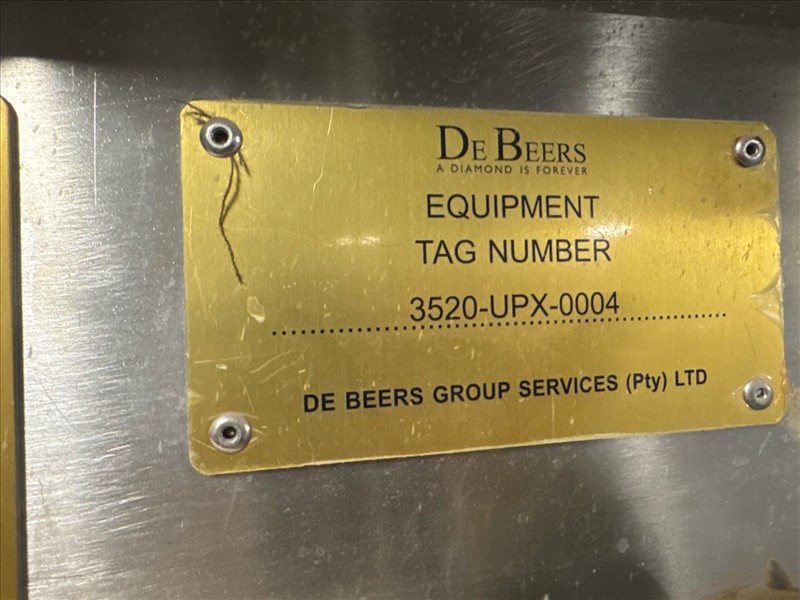 DE BEERS
A DIAMOND IS FOREVER
EQUIPMENT
TAG NUMBER
3520-UPX-0004
DE BEERS GROUP SERVICES (Pty) LTD